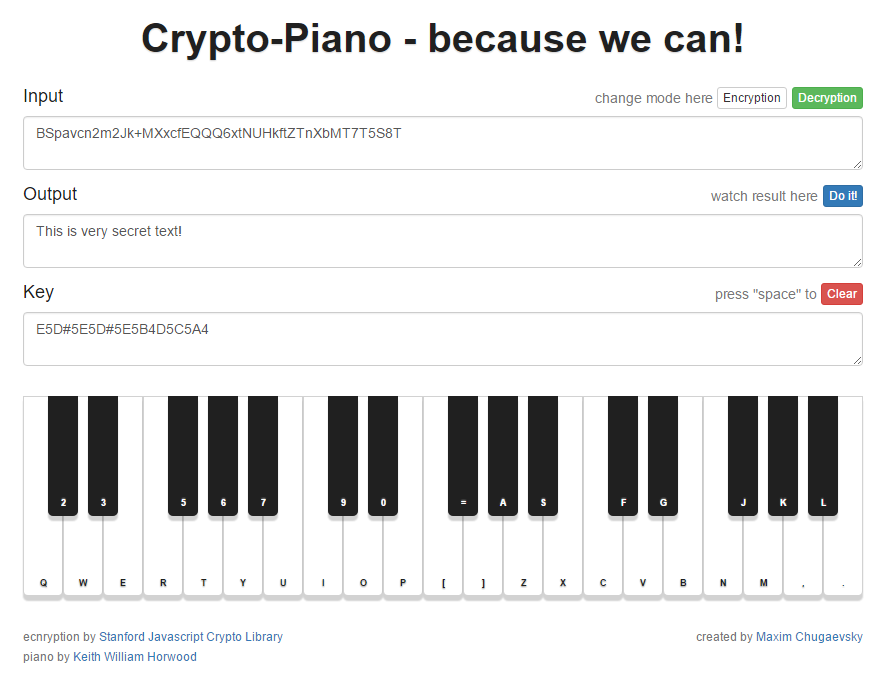 Crypto-Piano - because we can!
Input change mode here Encryption Decryption
BSpavcn2m2Jk+MXxcfEQQQ6xtNUHkftZTnXbMT7T5S8T
Output watch result here Do it!
This is very secret text!
Key press "space" to Clear
E5D#5E5D#5E5B4D5C5A4
2 3 5 6 7 9 0 = A S F G J K L
Q W E R T Y U I O P [ ] Z X C V B N M , .
ecnryption by Stanford Javascript Crypto Library created by Maxim Chugaevsky
piano by Keith William Horwood